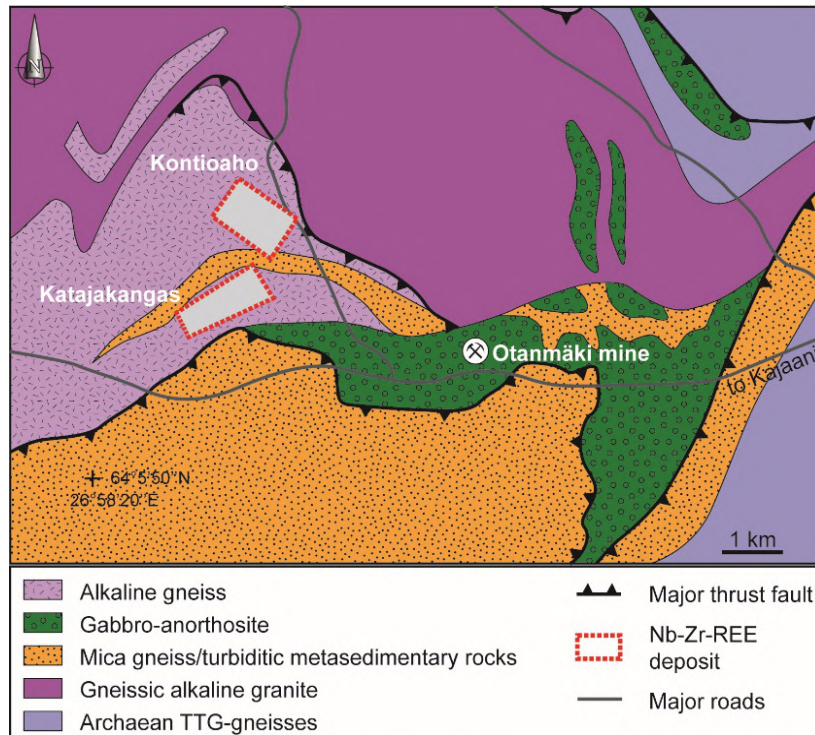 N
Kontioaho
Katajakangas
Otanmäki mine
to Kajaani
64°5'50" N
26°58'20" E
1 km
Alkaline gneiss
Gabbro-anorthosite
Mica gneiss/turbiditic metasedimentary rocks
Gneissic alkaline granite
Archaean TTG-gneisses
Major thrust fault
Nb-Zr-REE
deposit
Major roads